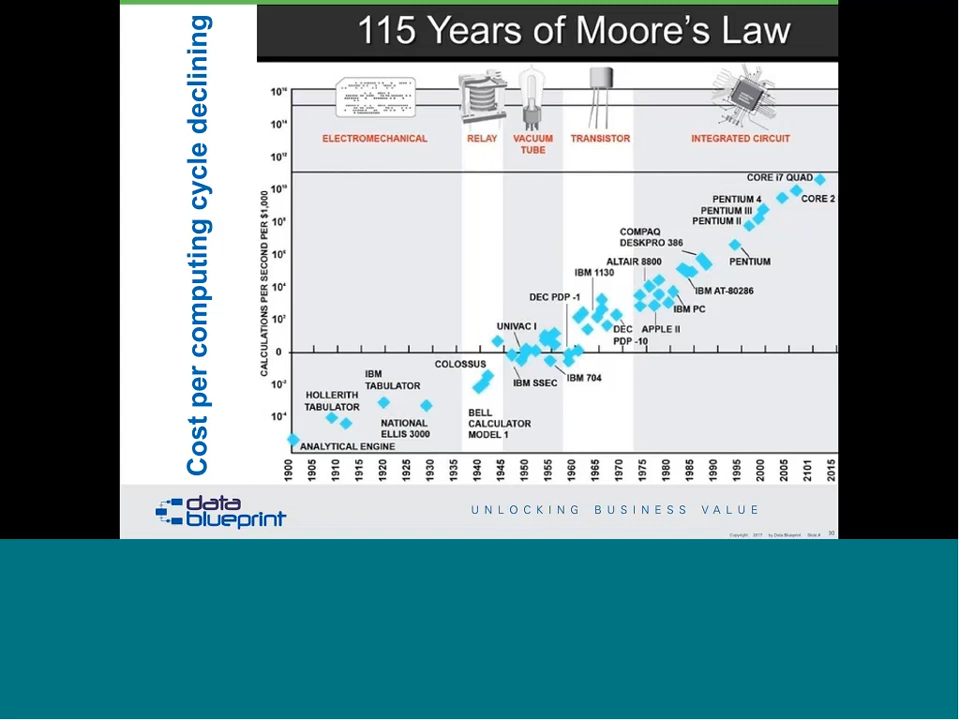 115 Years of Moore's Law
Cost per computing cycle declining
CALCULATIONS PER SECOND PER $1,000
10¹⁶
10¹⁴
10¹²
10¹⁰
10⁸
10⁶
10⁴
10²
0
10⁻²
10⁻⁴
ELECTROMECHANICAL
RELAY
VACUUM
TUBE
TRANSISTOR
INTEGRATED CIRCUIT
CORE i7 QUAD
CORE 2
PENTIUM 4
PENTIUM III
PENTIUM II
PENTIUM
COMPAQ
DESKPRO 386
ALTAIR 8800
IBM 1130
IBM AT-80286
IBM PC
DEC PDP -1
DEC
PDP -10
APPLE II
UNIVAC I
COLOSSUS
IBM SSEC
IBM 704
IBM
TABULATOR
HOLLERITH
TABULATOR
NATIONAL
ELLIS 3000
BELL
CALCULATOR
MODEL 1
ANALYTICAL ENGINE
1900
1905
1910
1915
1920
1925
1930
1935
1940
1945
1950
1955
1960
1965
1970
1975
1980
1985
1990
1995
2000
2005
2101
2015
data
blueprint
UNLOCKING BUSINESS VALUE
Copyright 2017 by Data Blueprint Slide # 30